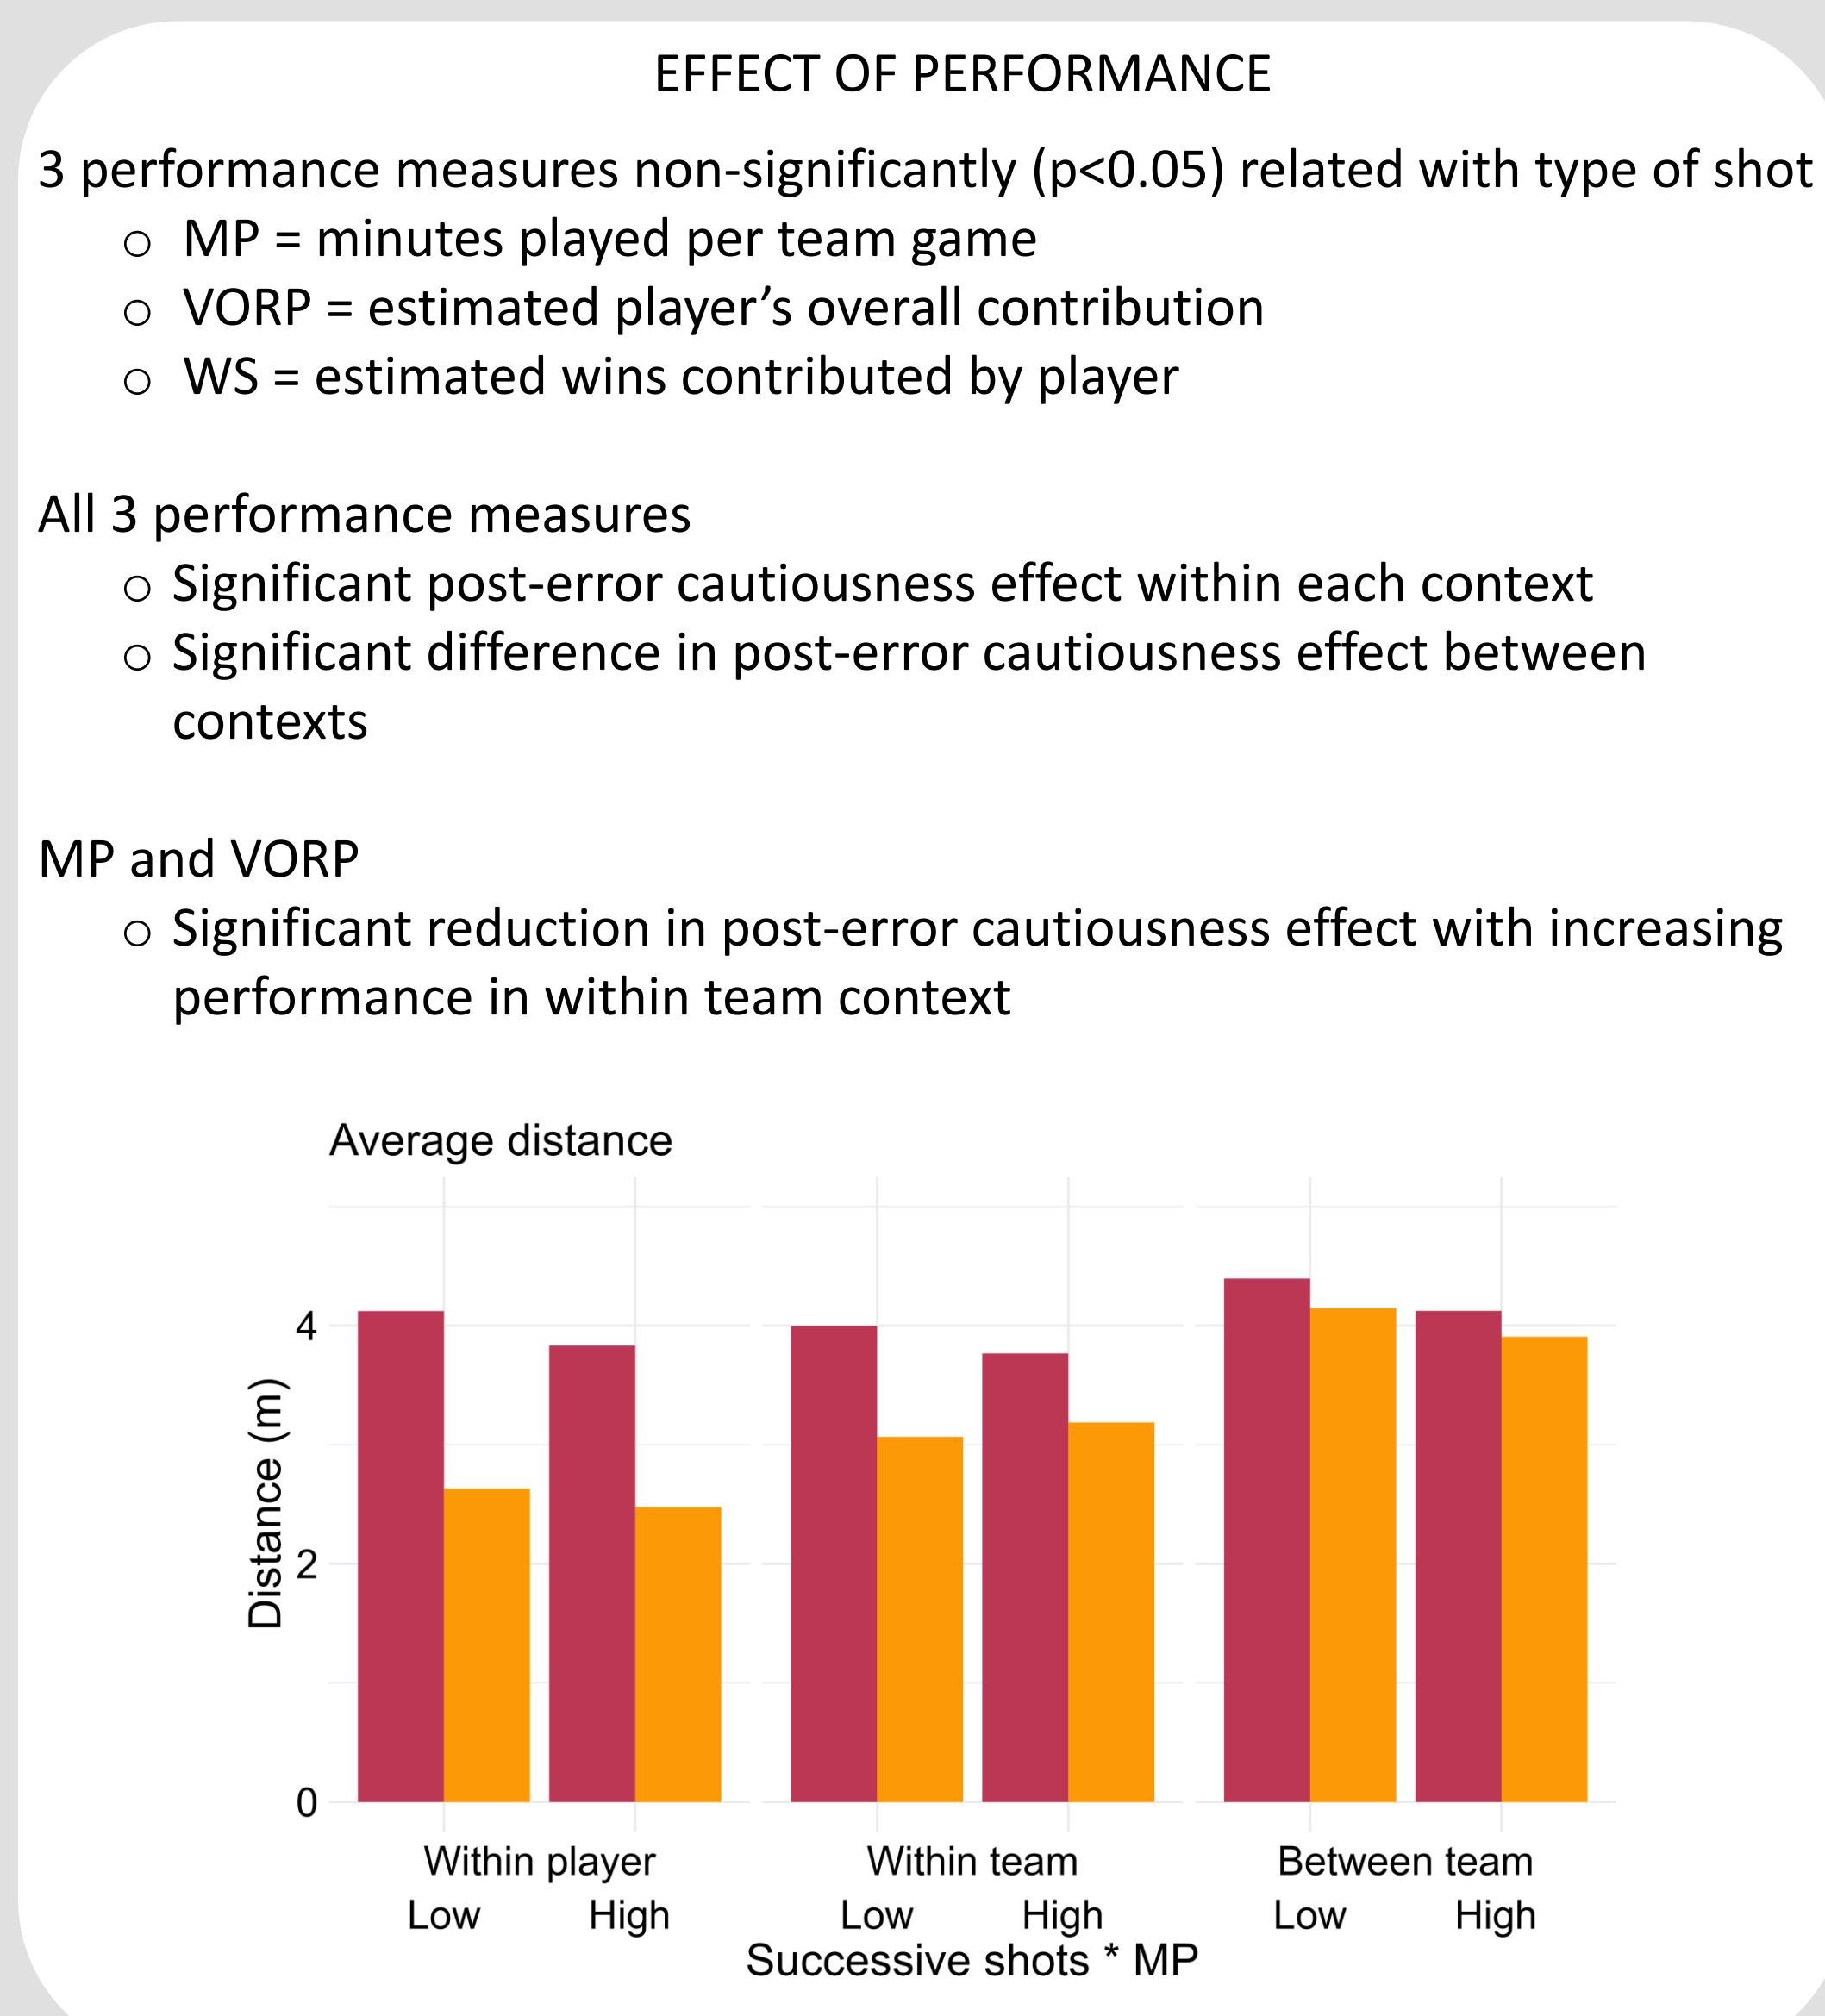 EFFECT OF PERFORMANCE
3 performance measures non-significantly (p<0.05) related with type of shot
○ MP = minutes played per team game
○ VORP = estimated player’s overall contribution
○ WS = estimated wins contributed by player
All 3 performance measures
○ Significant post-error cautiousness effect within each context
○ Significant difference in post-error cautiousness effect between
contexts
MP and VORP
○ Significant reduction in post-error cautiousness effect with increasing
performance in within team context
Average distance
Distance (m)
4
2
0
Within player Within team Between team
Low High Low High Low High
Successive shots * MP